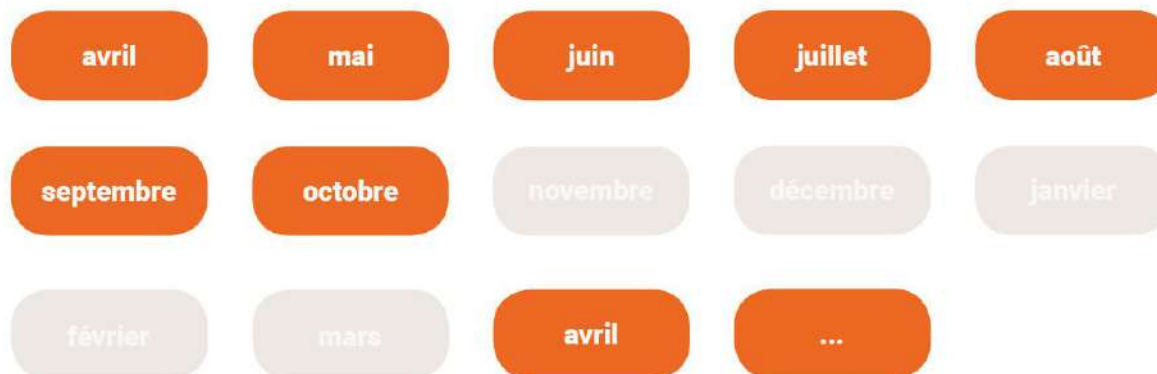 avril mai juin juillet août
septembre octobre novembre décembre janvier
février mars avril ...